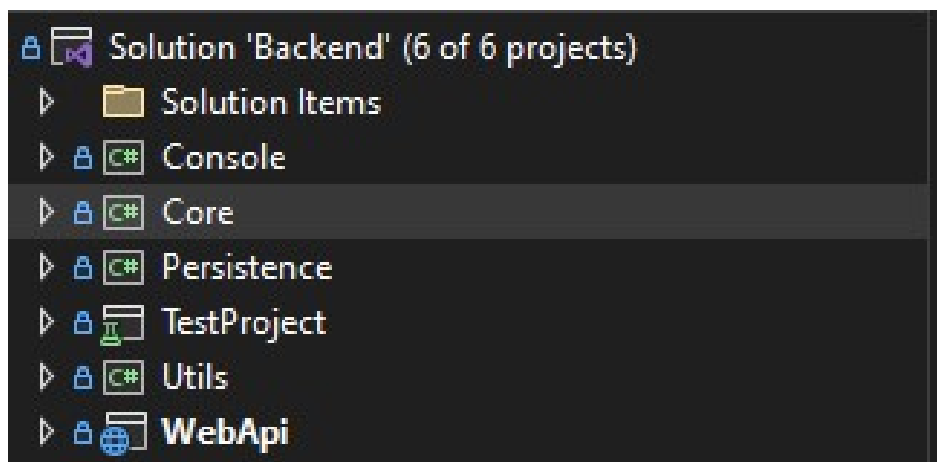 Solution 'Backend' (6 of 6 projects)
Solution Items
C# Console
C# Core
C# Persistence
TestProject
C# Utils
WebApi